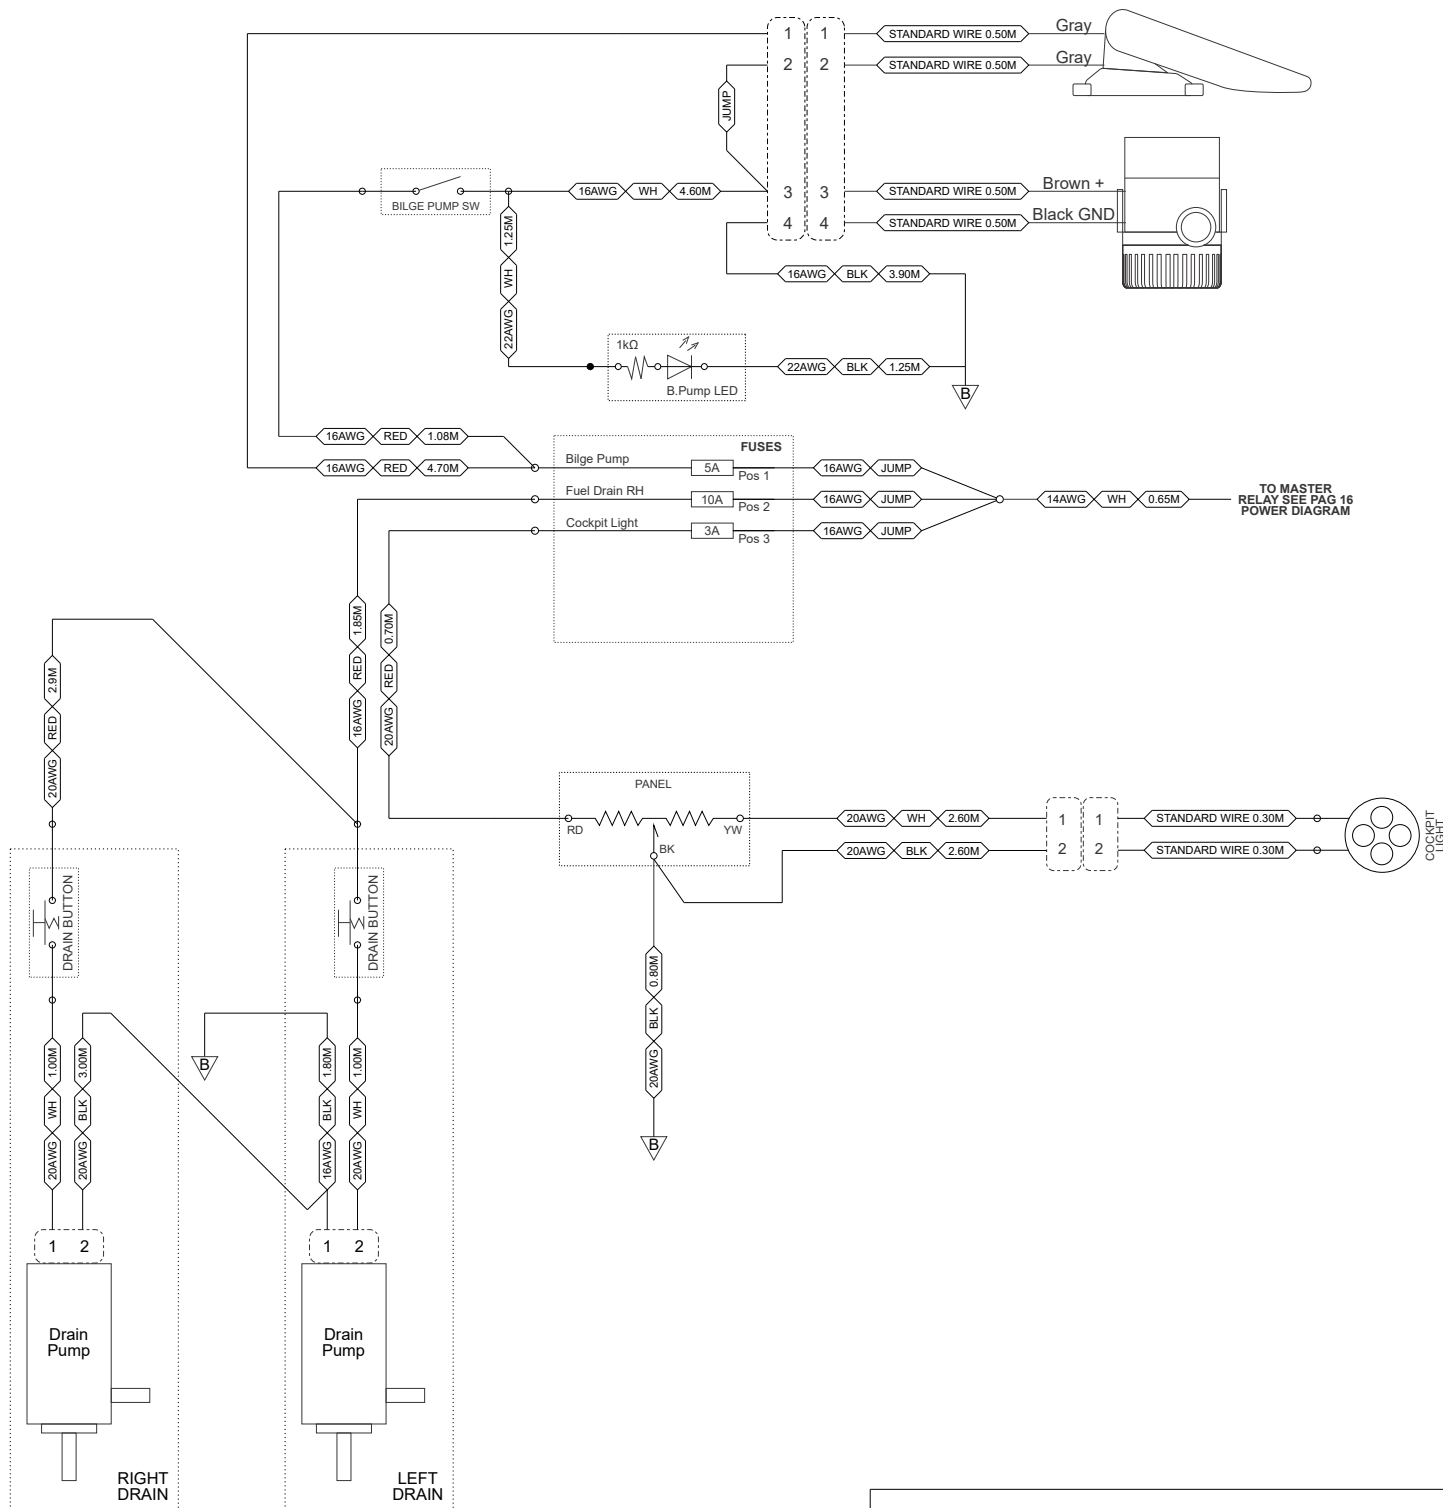 1 1 STANDARD WIRE 0.50M Gray
2 2 STANDARD WIRE 0.50M Gray
JUMP
BILGE PUMP SW
16AWG WH 4.60M
3 3 STANDARD WIRE 0.50M Brown +
4 4 STANDARD WIRE 0.50M Black GND
22AWG WH 1.25M
16AWG BLK 3.90M
1kΩ
B.Pump LED
22AWG BLK 1.25M
B
16AWG RED 1.08M
16AWG RED 4.70M
FUSES
Bilge Pump 5A Pos 1
16AWG JUMP
Fuel Drain RH 10A Pos 2
16AWG JUMP
Cockpit Light 3A Pos 3
16AWG JUMP
14AWG WH 0.65M
TO MASTER
RELAY SEE PAG 16
POWER DIAGRAM
20AWG RED 2.9M
16AWG RED 1.85M
20AWG RED 0.70M
PANEL
RD
YW
BK
20AWG WH 2.60M
1 1 STANDARD WIRE 0.30M
20AWG BLK 2.60M
2 2 STANDARD WIRE 0.30M
COCKPIT
LIGHT
DRAIN BUTTON
DRAIN BUTTON
20AWG BLK 0.80M
B
B
20AWG WH 1.00M
20AWG BLK 3.00M
16AWG BLK 1.80M
20AWG WH 1.00M
1 2
1 2
Drain
Pump
Drain
Pump
RIGHT
DRAIN
LEFT
DRAIN